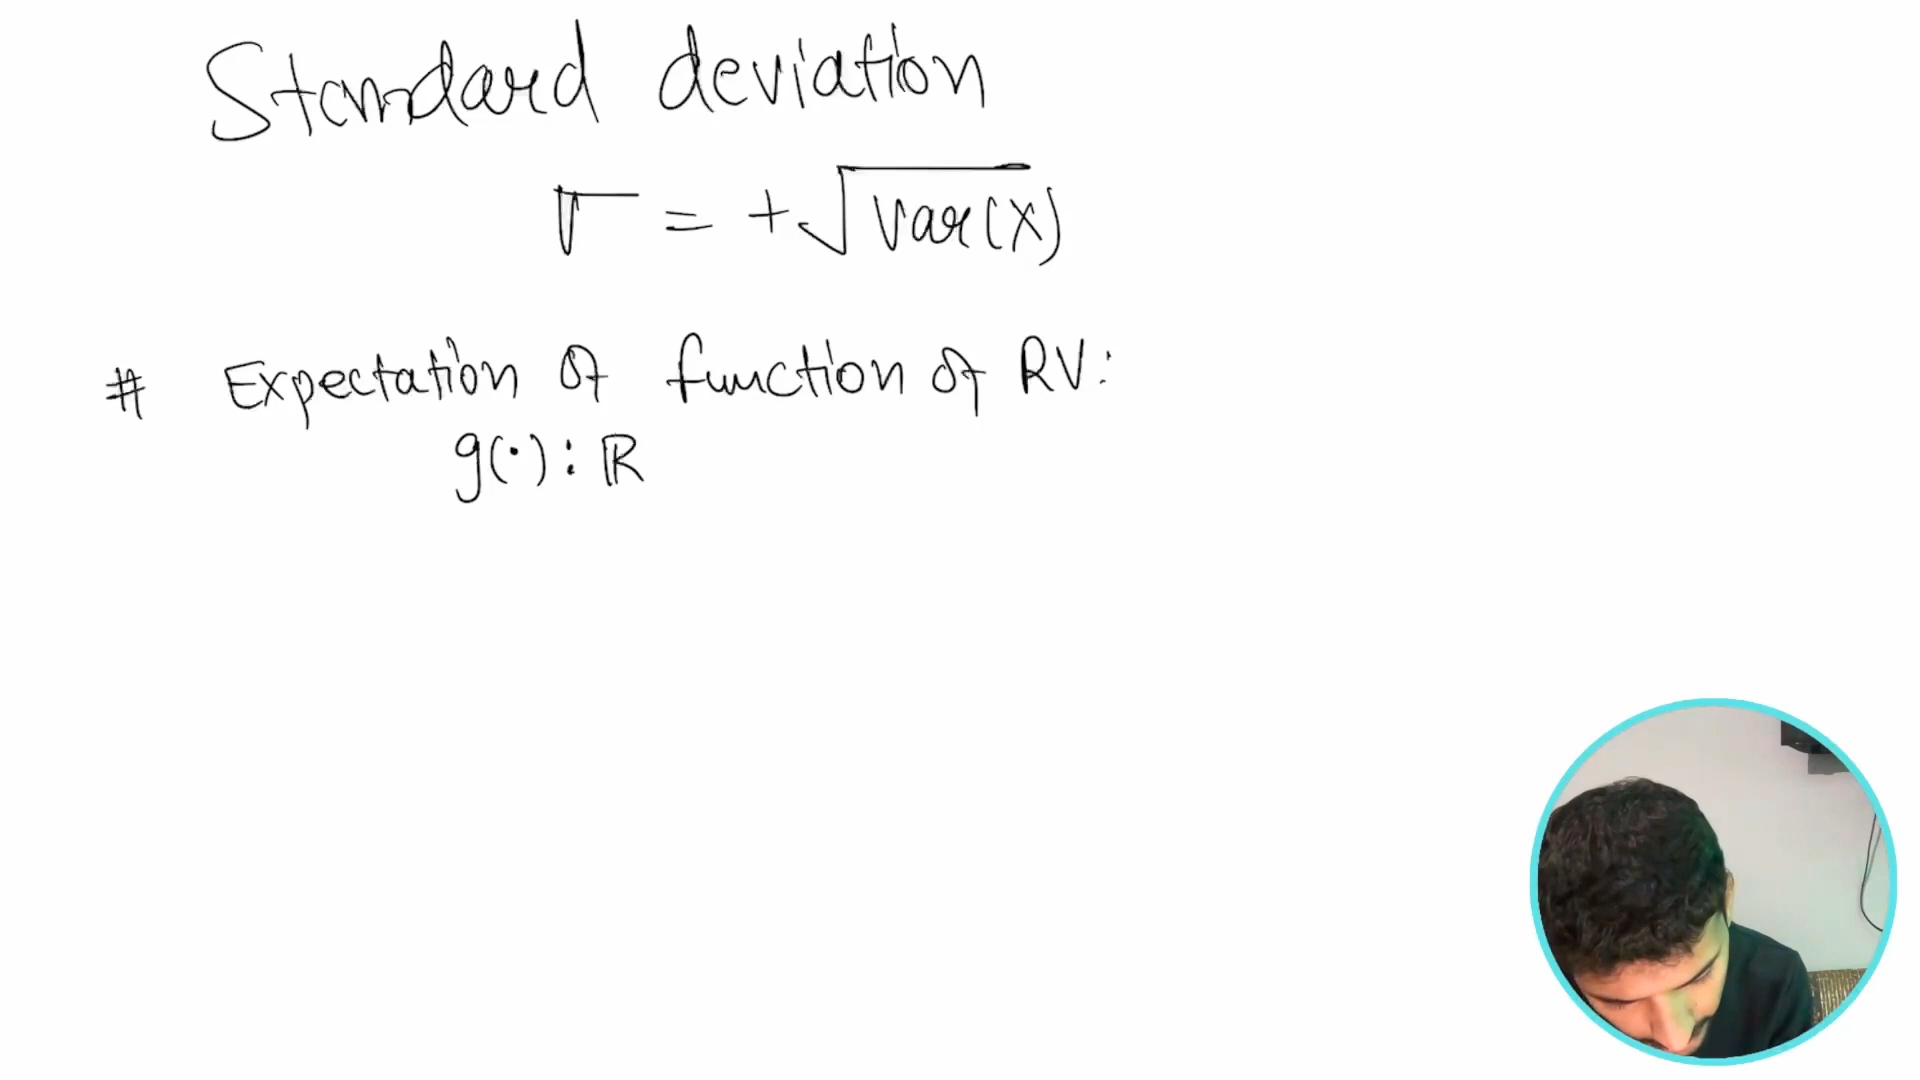 Standard deviation
σ = +√var(X)
# Expectation of function of RV:
g(·) : ℝ